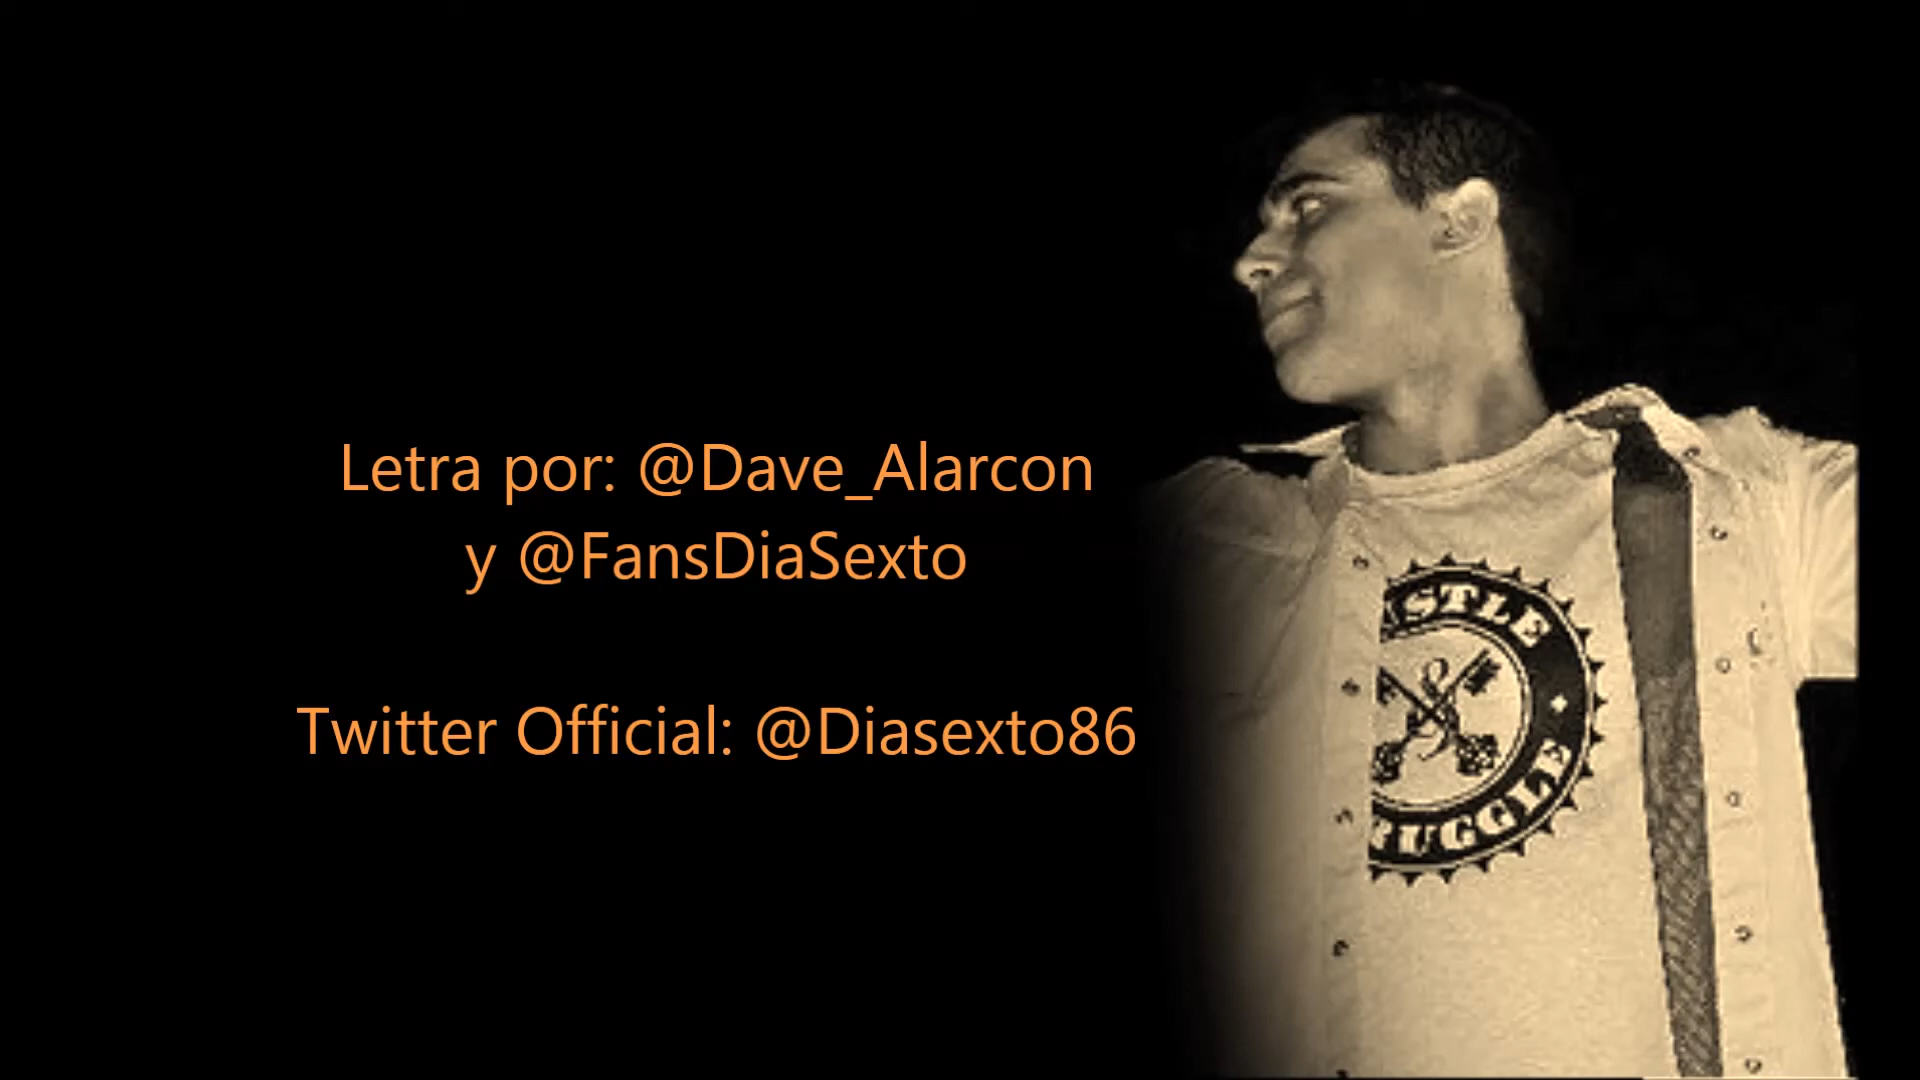 Letra por: @Dave_Alarcon
y @FansDiaSexto
Twitter Official: @Diasexto86